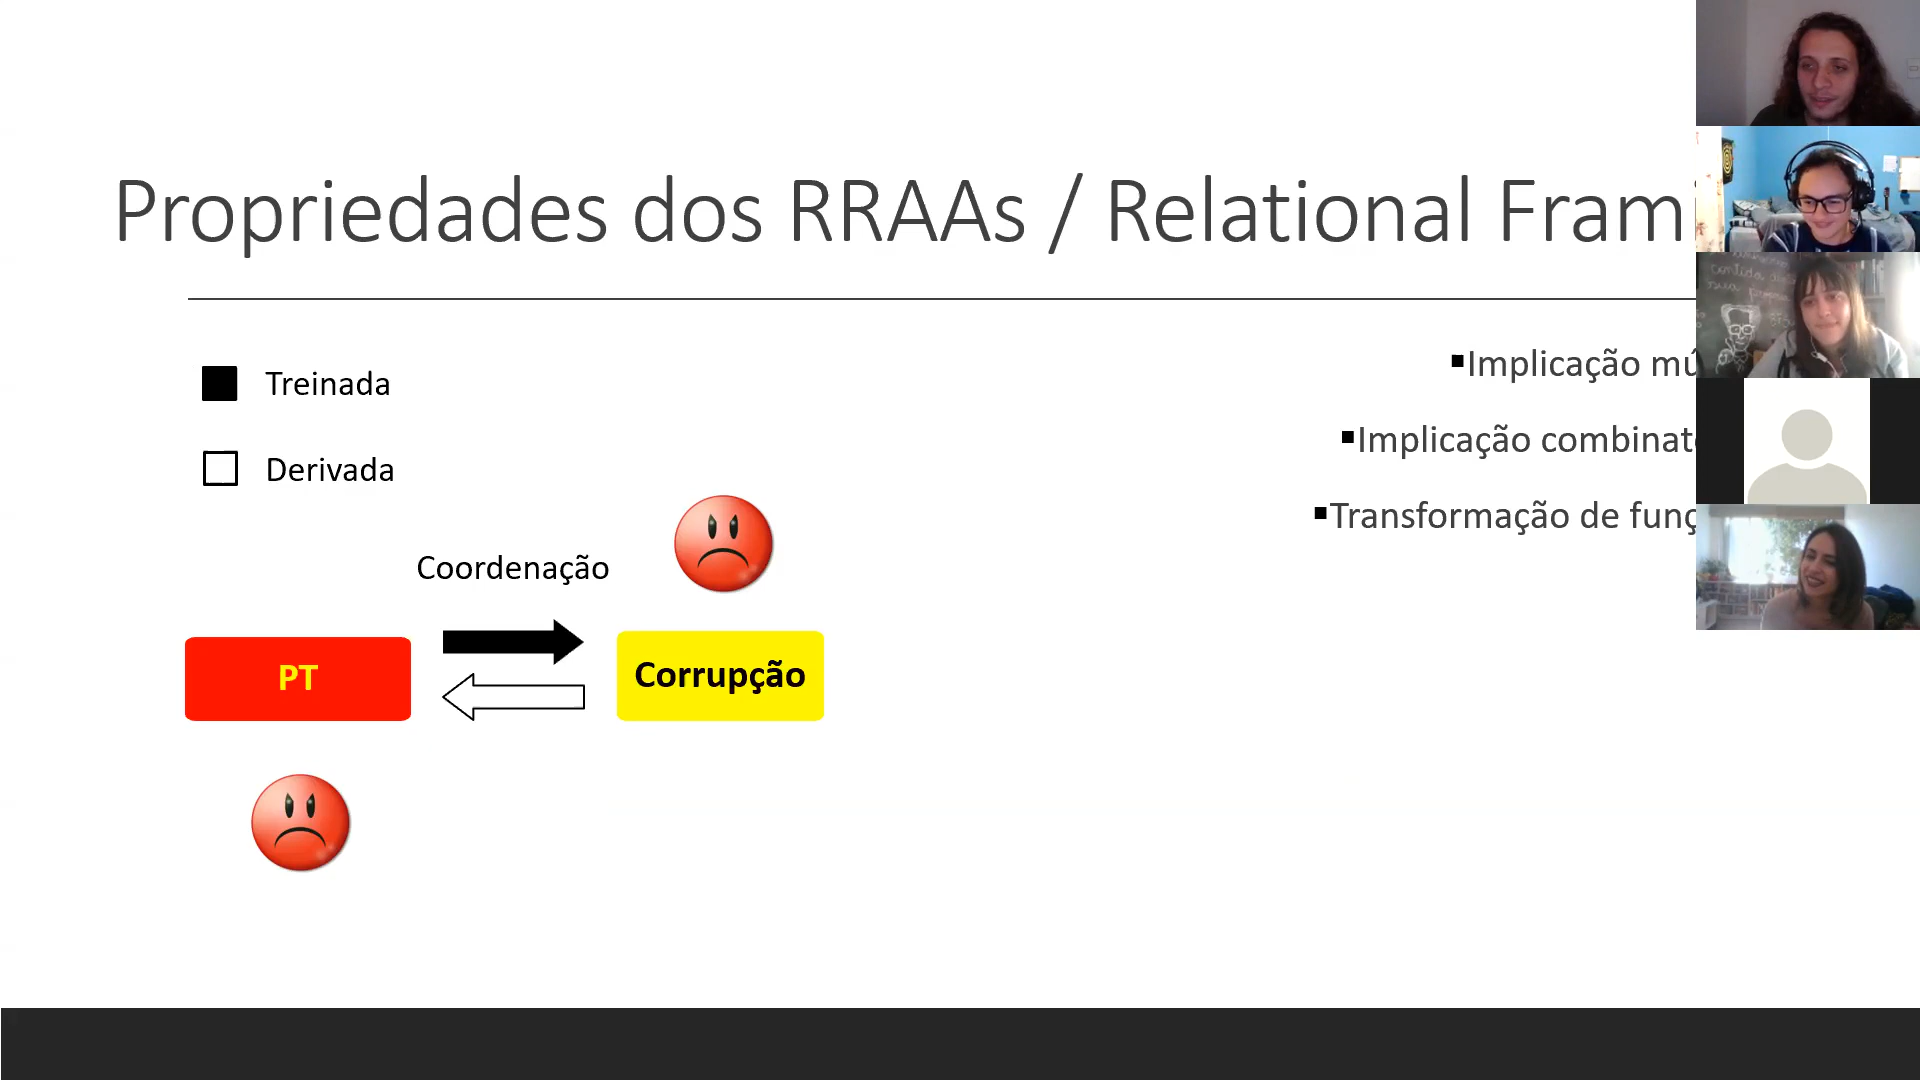 Propriedades dos RRAAs / Relational Fram
Treinada
Derivada
▪Implicação mú
▪Implicação combinat
▪Transformação de funç
Coordenação
PT
Corrupção